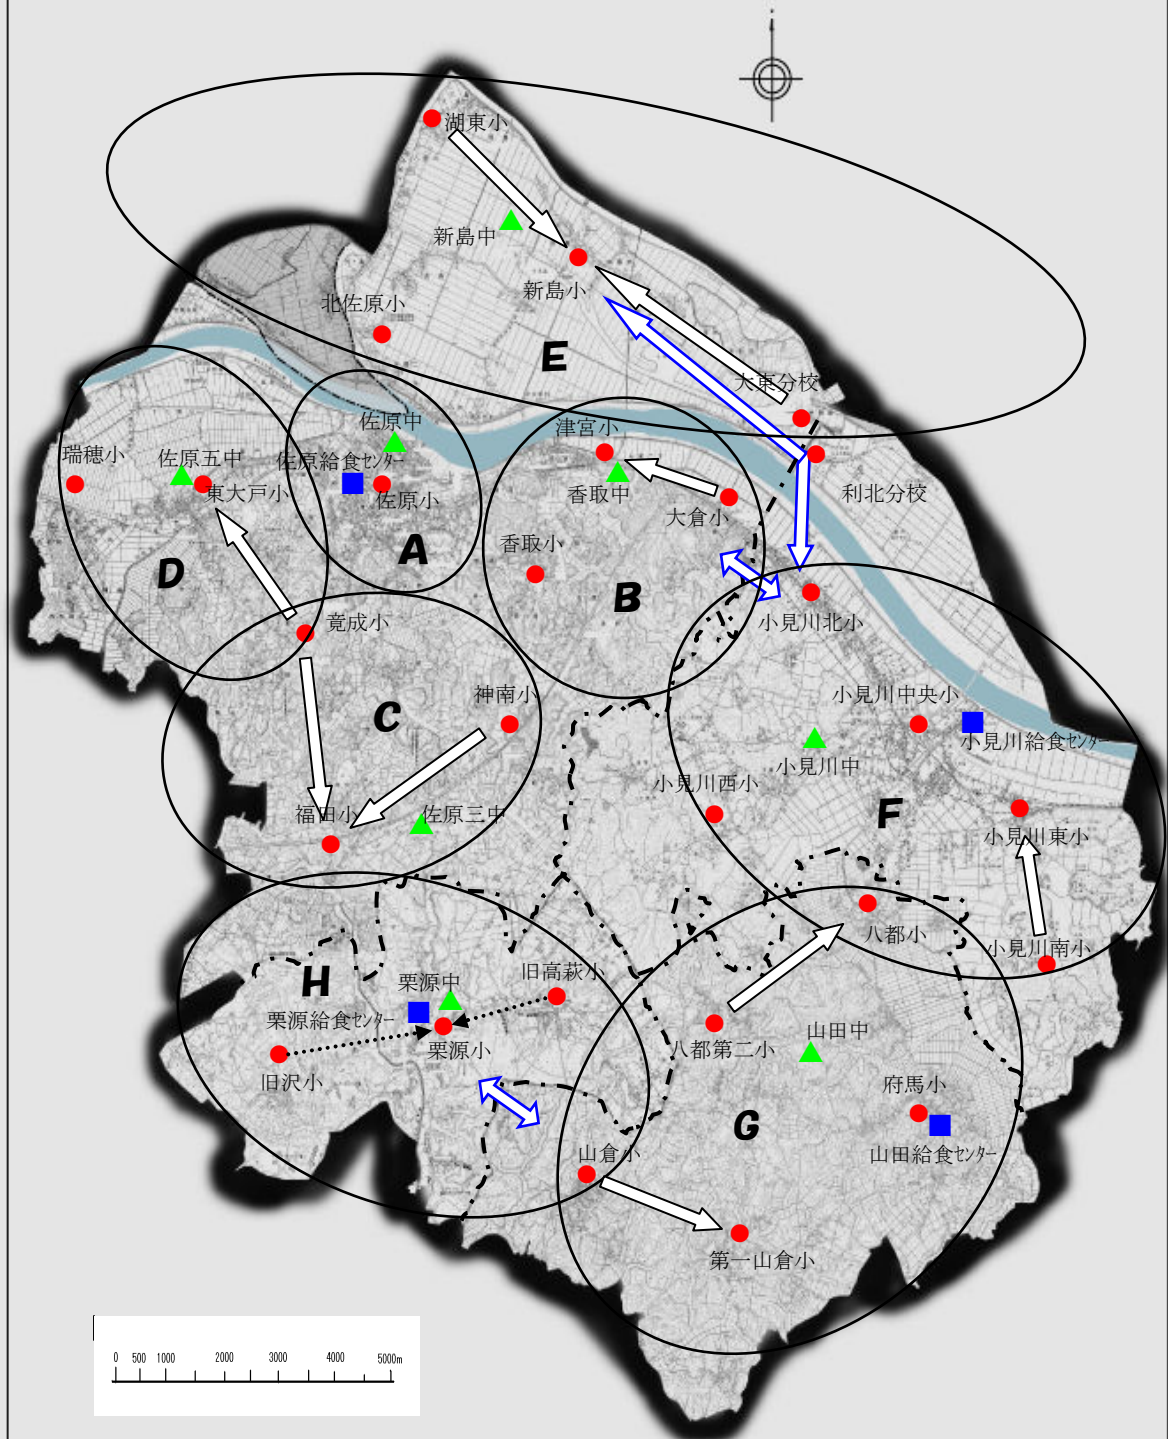 湖東小
新島中
新島小
北佐原小
E
大東分校
佐原中
津宮小
瑞穂小
佐原五中
佐原給食センター
東大戸小
佐原小
香取中
大倉小
利北分校
A
香取小
D
B
小見川北小
竟成小
神南小
小見川中央小
C
小見川給食センター
小見川中
小見川西小
福田小
佐原三中
F
小見川東小
八都小
小見川南小
H
栗源中
旧高萩小
栗源給食センター
栗源小
八都第二小
山田中
旧沢小
府馬小
G
山倉小
山田給食センター
第一山倉小
0 500 1000 2000 3000 4000 5000m